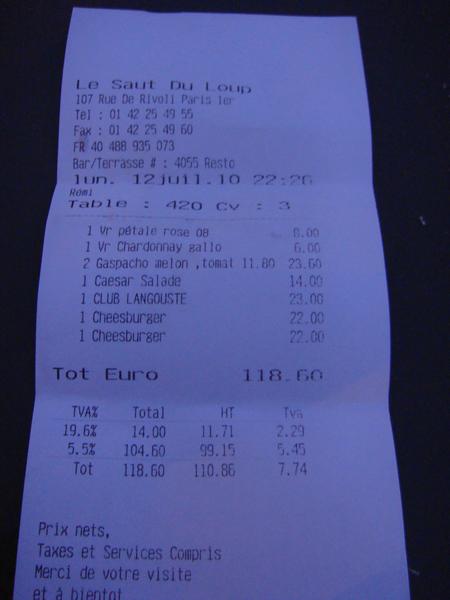 Le Saut Du Loup
107 Rue De Rivoli Paris 1er
Tel : 01 42 25 49 55
Fax : 01 42 25 49 60
FR 40 488 935 073
Bar/Terrasse # : 4055 Resto
lun. 12juil.10 22:26
Rémi
Table : 420 Cv : 3
1 Vr pétale rose 08 8.00
1 Vr Chardonnay gallo 6.00
2 Gaspacho melon ,tomat 11.80 23.60
1 Caesar Salade 14.00
1 CLUB LANGOUSTE 23.00
1 Cheesburger 22.00
1 Cheesburger 22.00
Tot Euro 118.60
TVA% Total HT Tva
19.6% 14.00 11.71 2.29
5.5% 104.60 99.15 5.45
Tot 118.60 110.86 7.74
Prix nets,
Taxes et Services Compris
Merci de votre visite
et à bientot